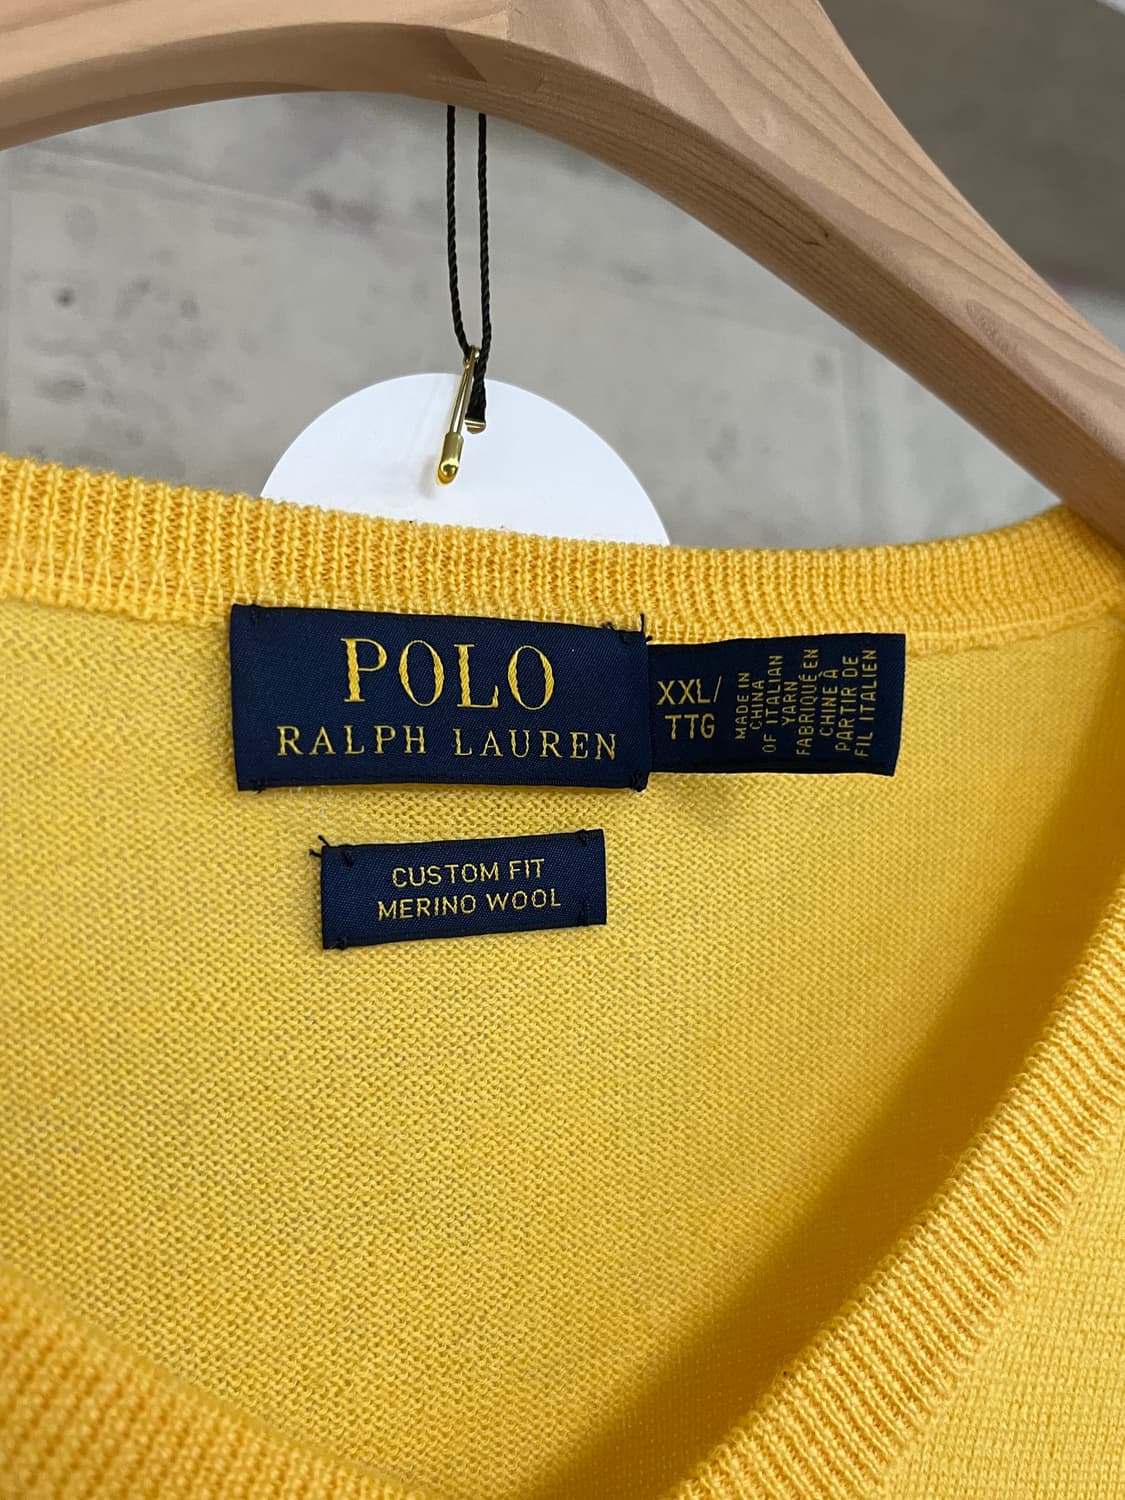 POLO
RALPH LAUREN
XXL/
TTG
MADE IN
CHINA
OF ITALIAN
YARN
FABRIQUÉ EN
CHINE À
PARTIR DE
FIL ITALIEN
CUSTOM FIT
MERINO WOOL